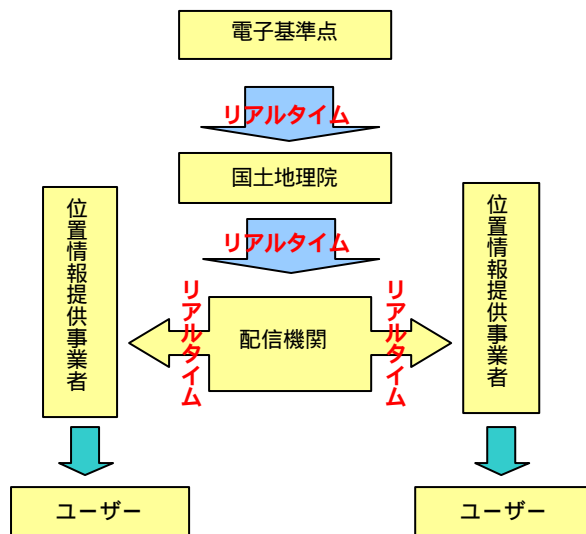 電子基準点
リアルタイム
国土地理院
リアルタイム
位置情報提供事業者
リアルタイム
配信機関
リアルタイム
位置情報提供事業者
ユーザー
ユーザー